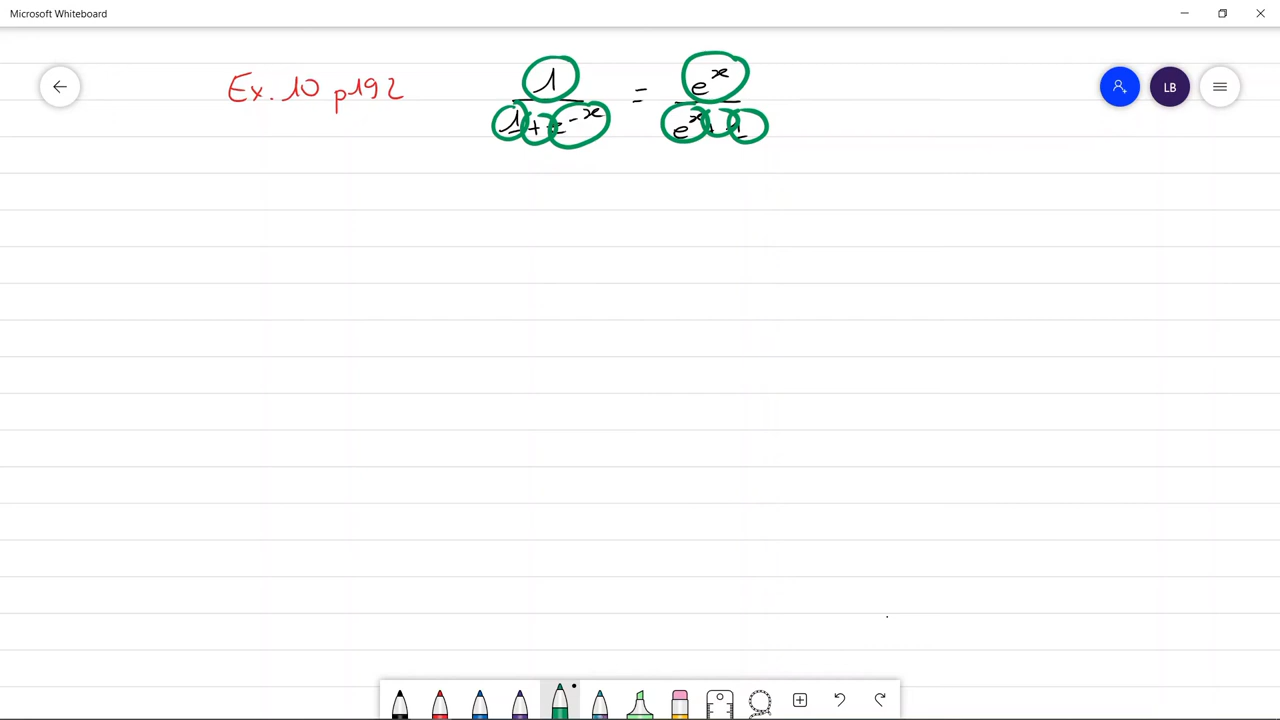 Microsoft Whiteboard
Ex. 10 p192
1/(1+e^-x) = e^x/(e^x+1)
LB